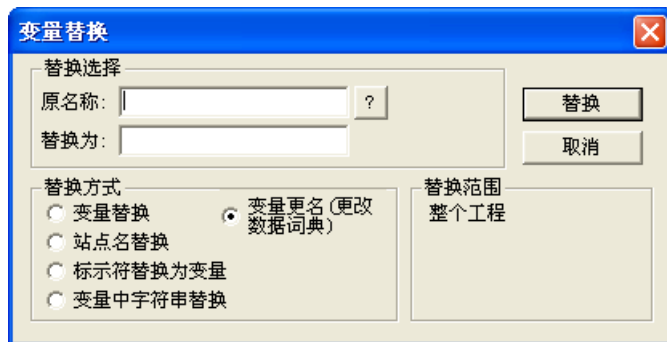 变量替换
替换选择
原名称:
?
替换
替换为:
取消
替换方式
变量替换
变量更名(更改
数据词典)
站点名替换
标示符替换为变量
变量中字符串替换
替换范围
整个工程